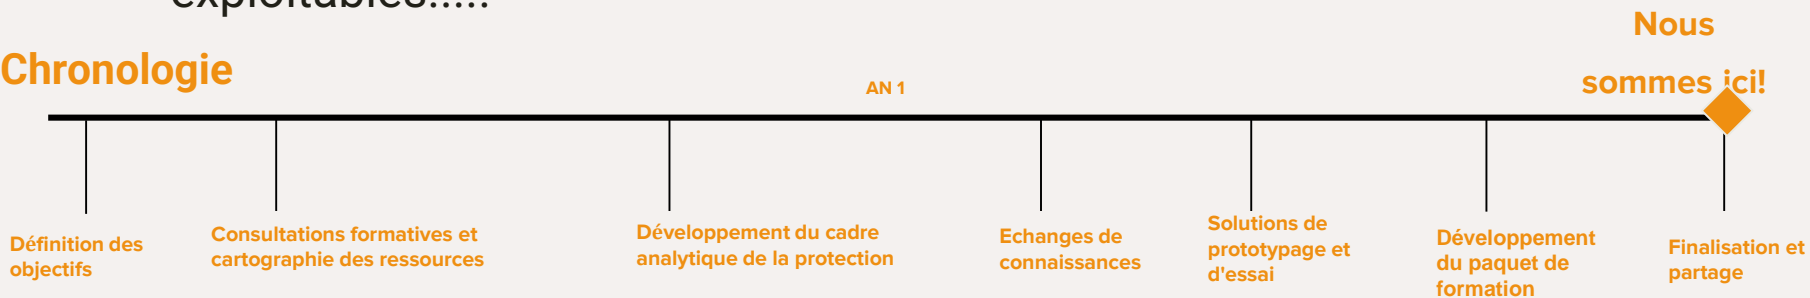 exploitables.....
Nous
sommes ici!
Chronologie
AN 1
Définition des
objectifs
Consultations formatives et
cartographie des ressources
Développement du cadre
analytique de la protection
Echanges de
connaissances
Solutions de
prototypage et
d'essai
Développement
du paquet de
formation
Finalisation et
partage